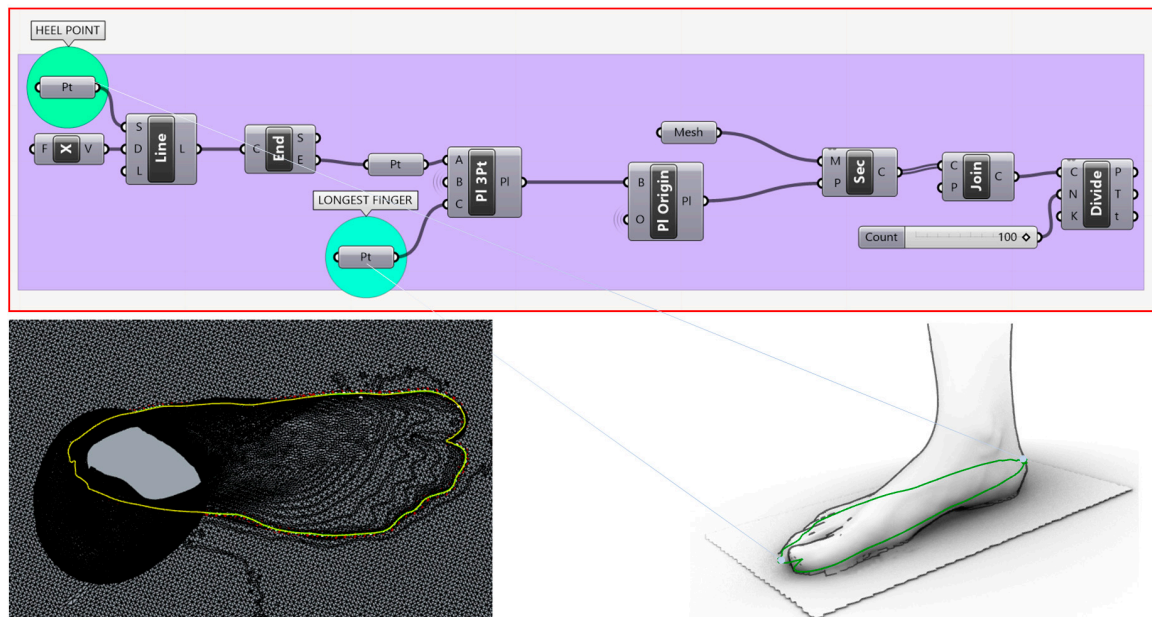 HEEL POINT
Pt
F X V
S D L Line L
C End S E
Pt
A B C Pl 3Pt Pl
LONGEST FINGER
Pt
B O Pl Origin Pl
Mesh
M P Sec C
C P Join C
C N K Divide P T t
Count 100